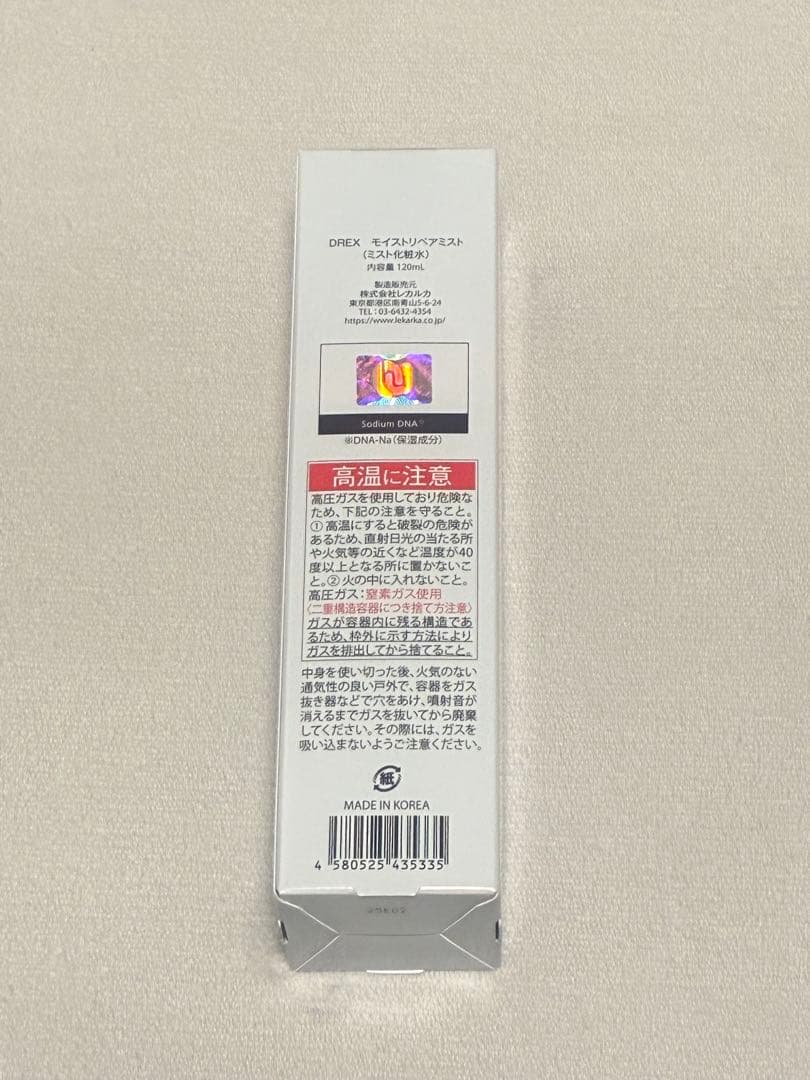 DREX　モイストリペアミスト
（ミスト化粧水）
内容量 120mL
製造販売元
株式会社レカルカ
東京都港区南青山5-6-24
TEL：03-6432-4354
https://www.lekarka.co.jp/
Sodium DNA※
※DNA-Na（保湿成分）
高温に注意
高圧ガスを使用しており危険な
ため、下記の注意を守ること。
①高温にすると破裂の危険が
あるため、直射日光の当たる所
や火気等の近くなど温度が40
度以上となる所に置かないこ
と。②火の中に入れないこと。
高圧ガス：窒素ガス使用
〈二重構造容器につき捨て方注意〉
ガスが容器内に残る構造であ
るため、枠外に示す方法により
ガスを排出してから捨てること。
中身を使い切った後、火気のない
通気性の良い戸外で、容器をガス
抜き器などで穴をあけ、噴射音が
消えるまでガスを抜いてから廃棄
してください。その際には、ガスを
吸い込まないようご注意ください。
紙
MADE IN KOREA
4 580525 435335